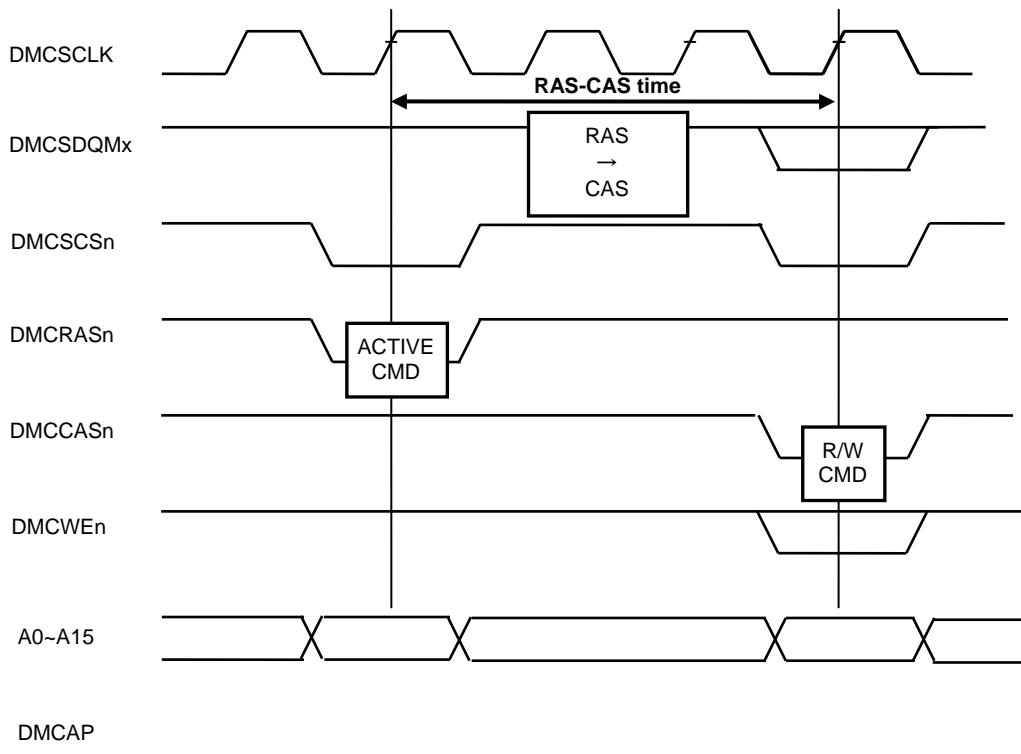 DMCSCLK
RAS-CAS time
DMCSDQMx
RAS
→
CAS
DMCSCSn
DMCRASn
ACTIVE
CMD
DMCCASn
R/W
CMD
DMCWEn
A0~A15
DMCAP